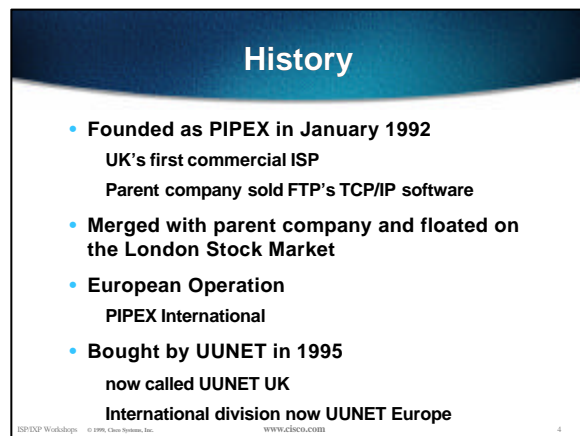 History
• Founded as PIPEX in January 1992
UK's first commercial ISP
Parent company sold FTP's TCP/IP software
• Merged with parent company and floated on
the London Stock Market
• European Operation
PIPEX International
• Bought by UUNET in 1995
now called UUNET UK
International division now UUNET Europe
ISP/IXP Workshops © 1999, Cisco Systems, Inc. www.cisco.com 4